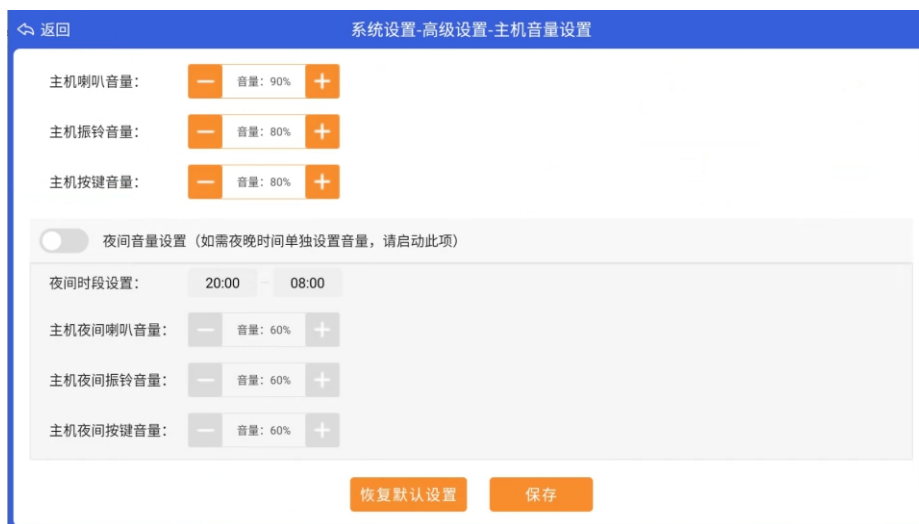 返回 系统设置-高级设置-主机音量设置
主机喇叭音量： 音量：90%
主机振铃音量： 音量：80%
主机按键音量： 音量：80%
夜间音量设置（如需夜晚时间单独设置音量，请启动此项）
夜间时段设置： 20:00 - 08:00
主机夜间喇叭音量： 音量：60%
主机夜间振铃音量： 音量：60%
主机夜间按键音量： 音量：60%
恢复默认设置 保存